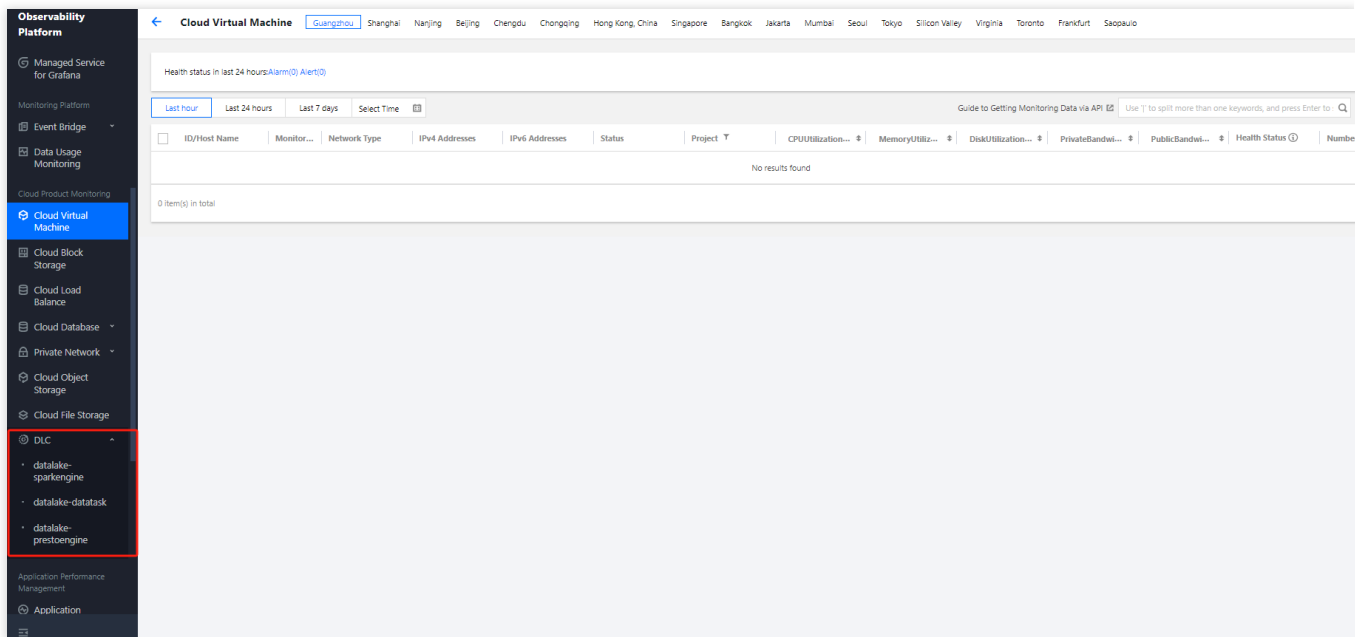 Observability
Platform
Managed Service
for Grafana
Monitoring Platform
Event Bridge
Data Usage
Monitoring
Cloud Product Monitoring
Cloud Virtual
Machine
Cloud Block
Storage
Cloud Load
Balance
Cloud Database
Private Network
Cloud Object
Storage
Cloud File Storage
DLC
datalake-
sparkengine
datalake-datatask
datalake-
prestoengine
Application Performance
Management
Application
Cloud Virtual Machine Guangzhou Shanghai Nanjing Beijing Chengdu Chongqing Hong Kong, China Singapore Bangkok Jakarta Mumbai Seoul Tokyo Silicon Valley Virginia Toronto Frankfurt Saopaulo
Health status in last 24 hours:Alarm(0) Alert(0)
Last hour Last 24 hours Last 7 days Select Time Guide to Getting Monitoring Data via API Use '|' to split more than one keywords, and press Enter to
ID/Host Name Monitor... Network Type IPv4 Addresses IPv6 Addresses Status Project CPUUtilization... MemoryUtiliz... DiskUtilization... PrivateBandwi... PublicBandwi... Health Status Numbe
No results found
0 item(s) in total